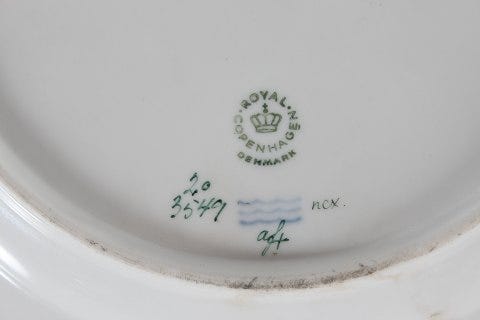 ROYAL
COPENHAGEN
DENMARK
20
3549
ncx.